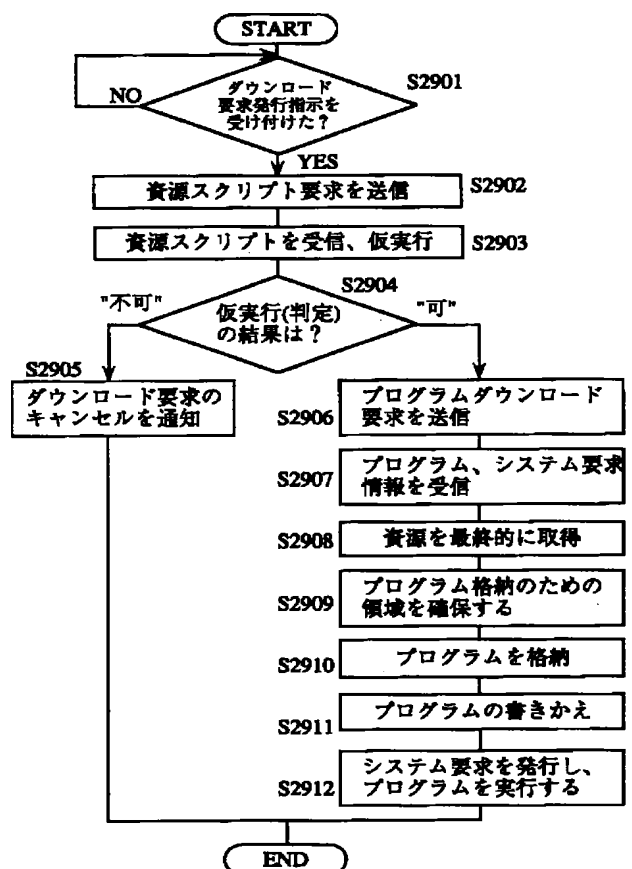 START
ダウンロード
要求発行指示を
受け付けた？
S2901
NO
YES
資源スクリプト要求を送信
S2902
資源スクリプトを受信、仮実行
S2903
S2904
仮実行(判定)
の結果は？
"不可"
"可"
S2905
ダウンロード要求の
キャンセルを通知
プログラムダウンロード
要求を送信
S2906
プログラム、システム要求
情報を受信
S2907
資源を最終的に取得
S2908
プログラム格納のための
領域を確保する
S2909
プログラムを格納
S2910
プログラムの書きかえ
S2911
システム要求を発行し、
プログラムを実行する
S2912
END